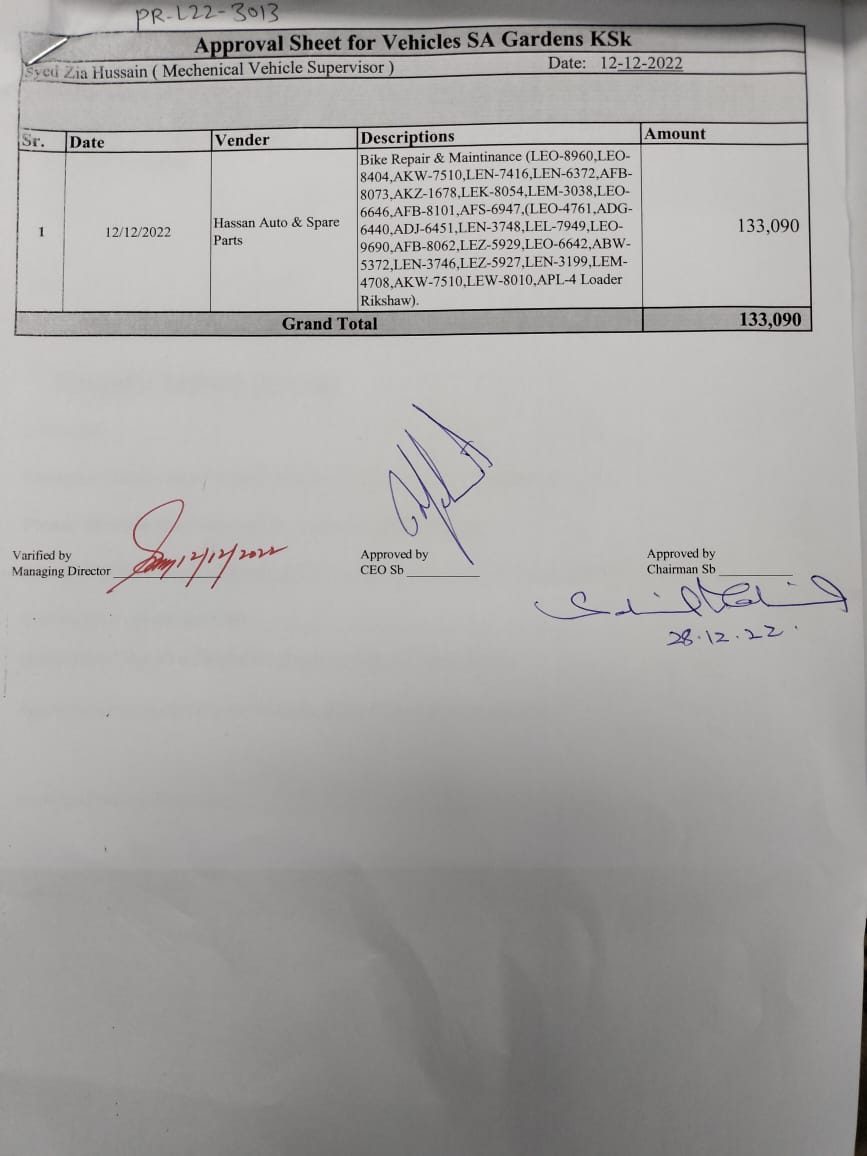 PR-L22-3013
Approval Sheet for Vehicles SA Gardens KSk
Syed Zia Hussain ( Mechenical Vehicle Supervisor ) Date: 12-12-2022
Sr. Date Vender Descriptions Amount
1 12/12/2022 Hassan Auto & Spare Parts
Bike Repair & Maintinance (LEO-8960,LEO-
8404,AKW-7510,LEN-7416,LEN-6372,AFB-
8073,AKZ-1678,LEK-8054,LEM-3038,LEO-
6646,AFB-8101,AFS-6947,(LEO-4761,ADG-
6440,ADJ-6451,LEN-3748,LEL-7949,LEO-
9690,AFB-8062,LEZ-5929,LEO-6642,ABW-
5372,LEN-3746,LEZ-5927,LEN-3199,LEM-
4708,AKW-7510,LEW-8010,APL-4 Loader
Rikshaw).
133,090
Grand Total 133,090
Varified by
Managing Director 12/12/2022
Approved by
CEO Sb
Approved by
Chairman Sb
28.12.22.